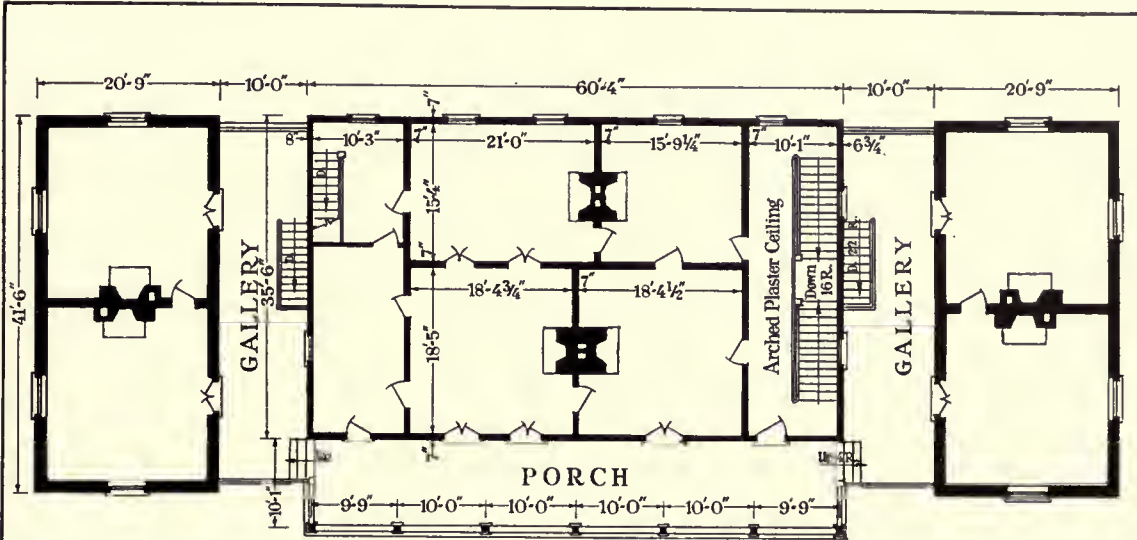 20'-9" 10'-0" 60'-4" 10'-0" 20'-9"
7"
8" 10'-3" 7" 21'-0" 7" 15'-9¼" 7" 10'-1" 6¾"
D.
15'-4"
7"
41'-6"
GALLERY
35'-6"
D.
18'-4¾" 7" 18'-4½"
18'-5"
Arched Plaster Ceiling
Down
16 R.
D. 22 R.
GALLERY
7"
10'-1"
PORCH
9'-9" 10'-0" 10'-0" 10'-0" 10'-0" 9'-9"